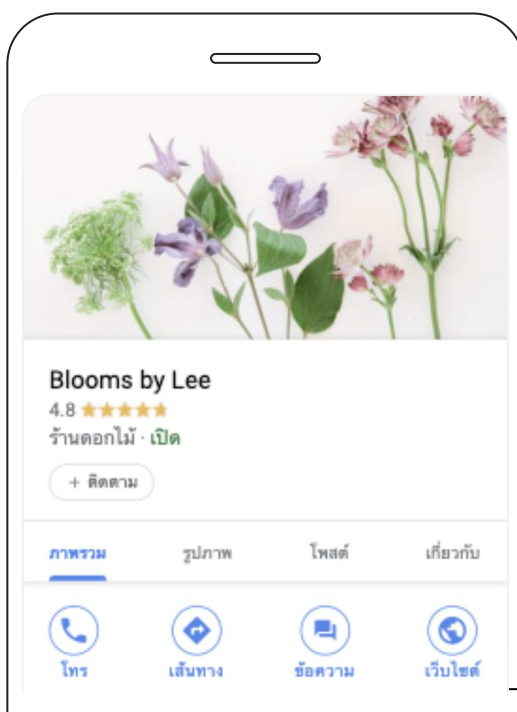 Blooms by Lee
4.8
ร้านดอกไม้ · เปิด
+ ติดตาม
ภาพรวม รูปภาพ โพสต์ เกี่ยวกับ
โทร เส้นทาง ข้อความ เว็บไซต์